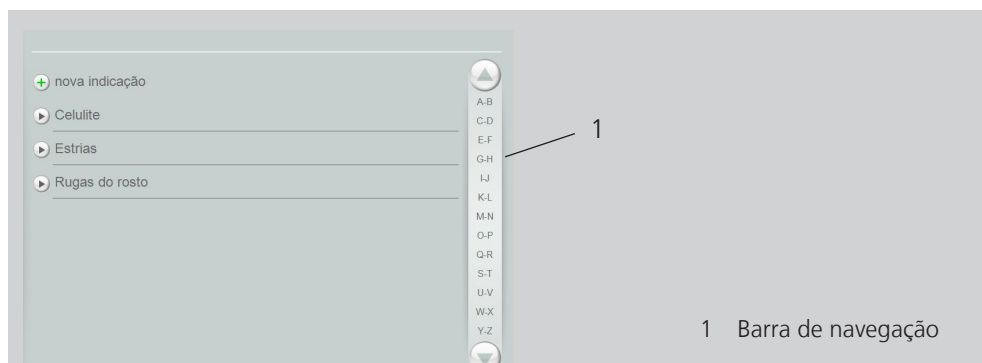 nova indicação
Celulite
Estrias
Rugas do rosto
A-B
C-D
E-F
G-H
I-J
K-L
M-N
O-P
Q-R
S-T
U-V
W-X
Y-Z
1
1 Barra de navegação